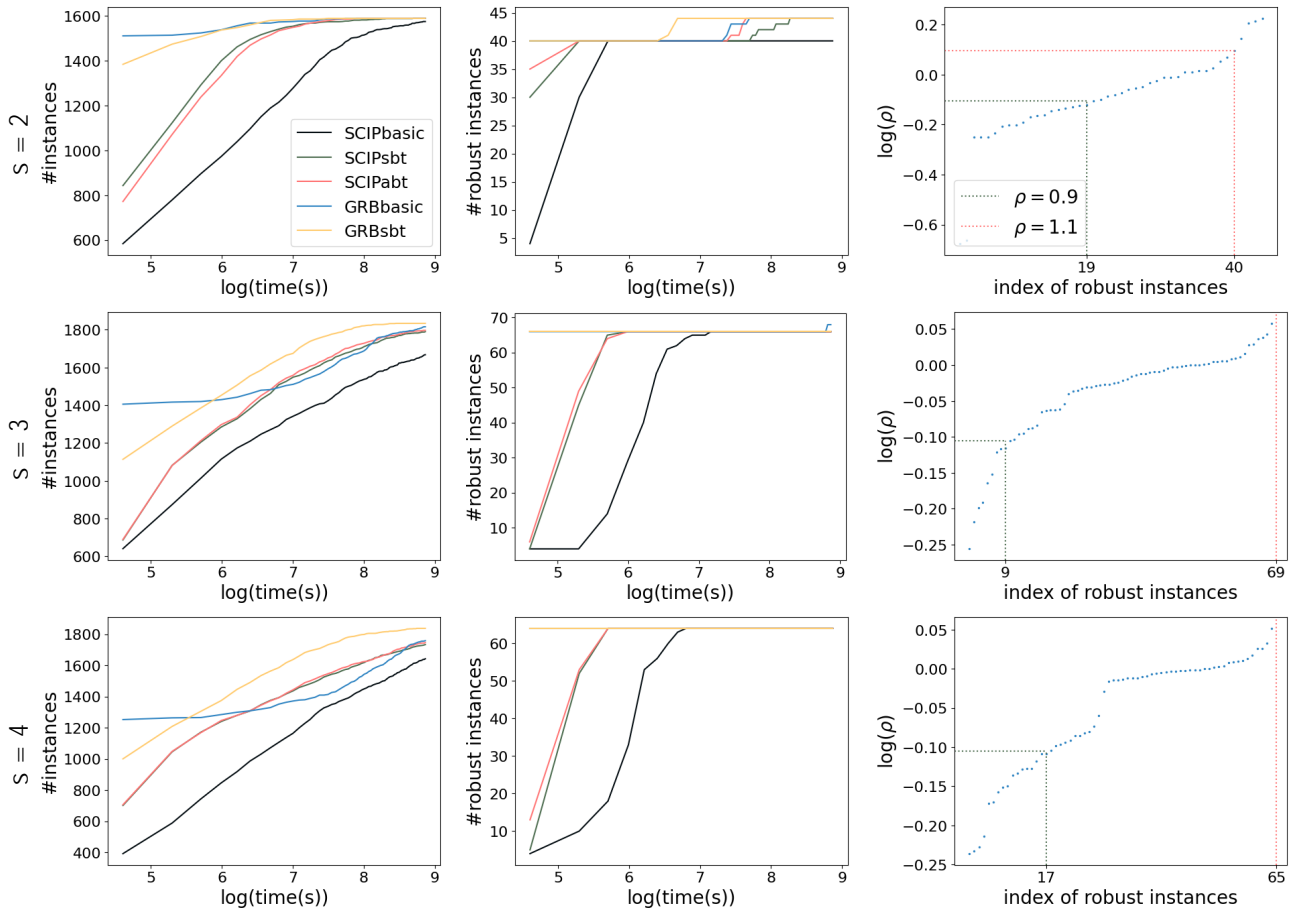 S = 2
#instances
1600
1400
1200
1000
800
600
5 6 7 8 9
log(time(s))
SCIPbasic
SCIPsbt
SCIPabt
GRBbasic
GRBsbt
#robust instances
45
40
35
30
25
20
15
10
5
5 6 7 8 9
log(time(s))
log(ρ)
0.2
0.0
−0.2
−0.4
−0.6
ρ = 0.9
ρ = 1.1
19 40
index of robust instances
S = 3
#instances
1800
1600
1400
1200
1000
800
600
5 6 7 8 9
log(time(s))
#robust instances
70
60
50
40
30
20
10
5 6 7 8 9
log(time(s))
log(ρ)
0.05
0.00
−0.05
−0.10
−0.15
−0.20
−0.25
9 69
index of robust instances
S = 4
#instances
1800
1600
1400
1200
1000
800
600
400
5 6 7 8 9
log(time(s))
#robust instances
60
50
40
30
20
10
5 6 7 8 9
log(time(s))
log(ρ)
0.05
0.00
−0.05
−0.10
−0.15
−0.20
−0.25
17 65
index of robust instances